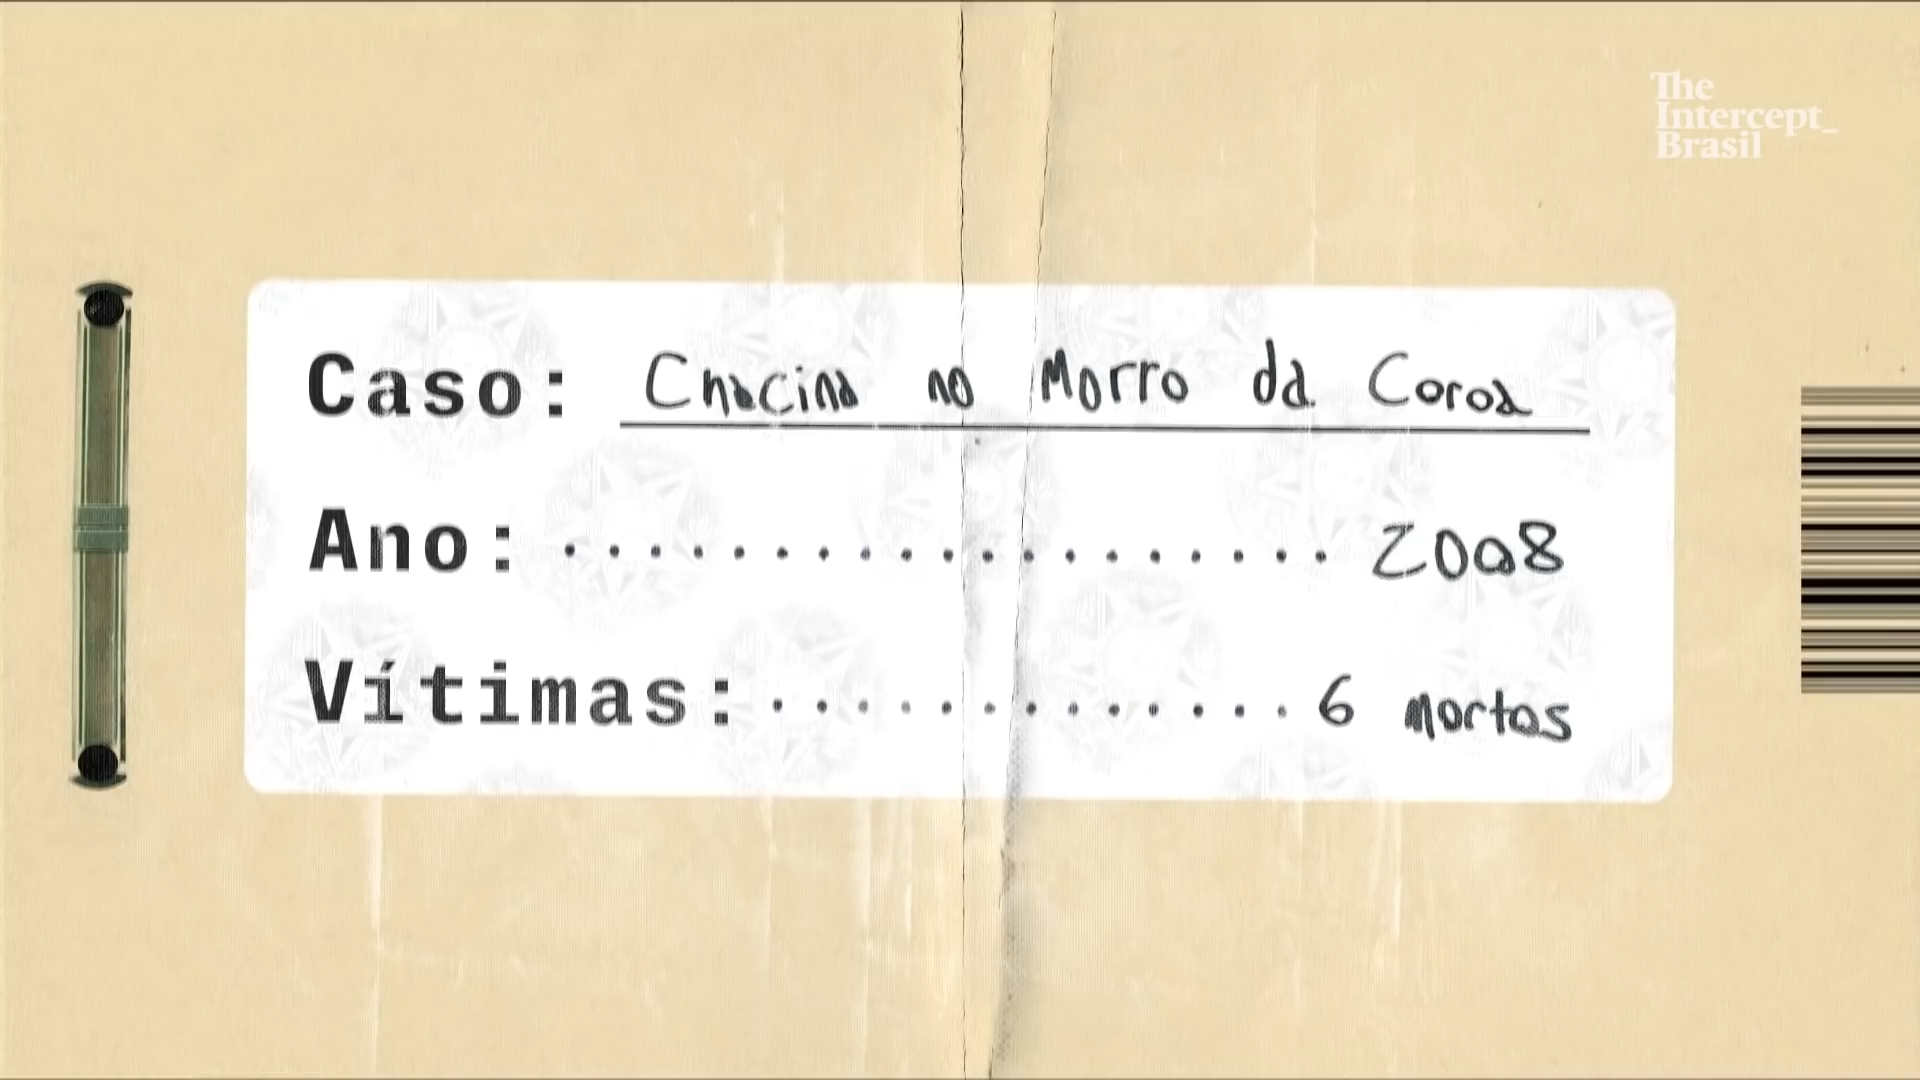 The
Intercept_
Brasil
Caso: Chacina no Morro da Coroa
Ano: .................... 2008
Vítimas: ............. 6 mortos